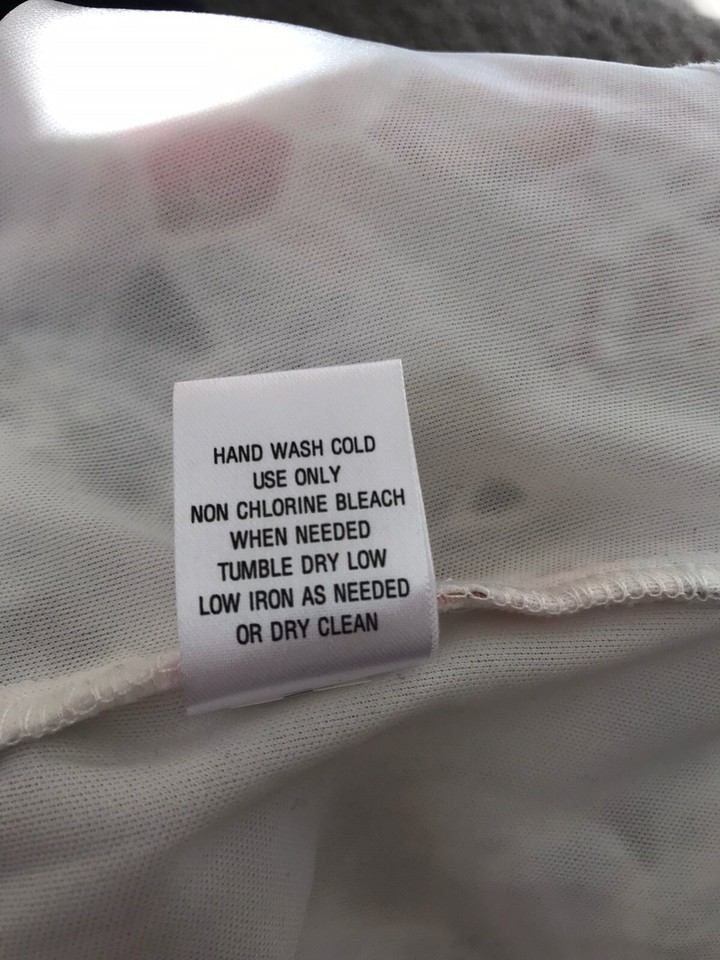 HAND WASH COLD
USE ONLY
NON CHLORINE BLEACH
WHEN NEEDED
TUMBLE DRY LOW
LOW IRON AS NEEDED
OR DRY CLEAN